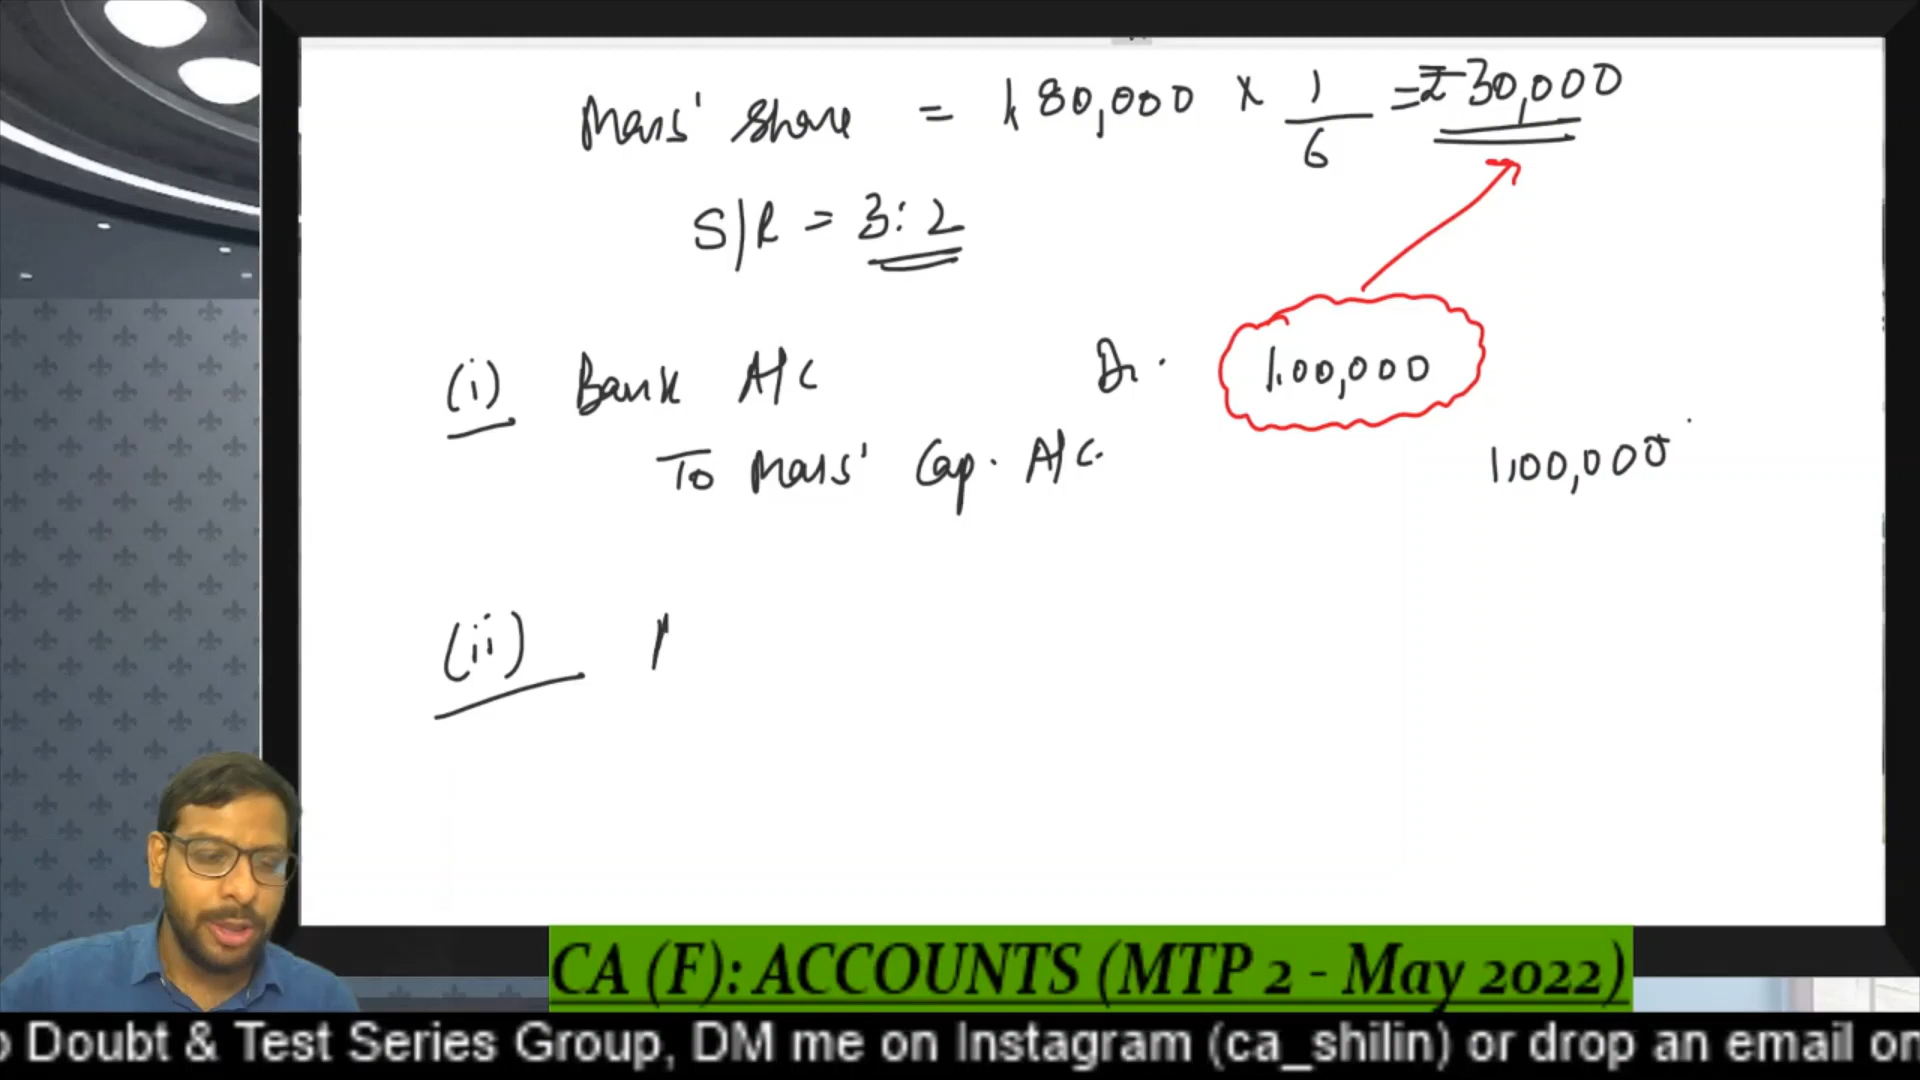 Mars' share = 1,80,000 × 1/6 = ₹ 30,000
S/R = 3:2
(i) Bank A/C Dr. 1,00,000
To Mars' Cap. A/C. 1,00,000
(ii)
CA (F): ACCOUNTS (MTP 2 - May 2022)
Doubt & Test Series Group, DM me on Instagram (ca_shilin) or drop an email on